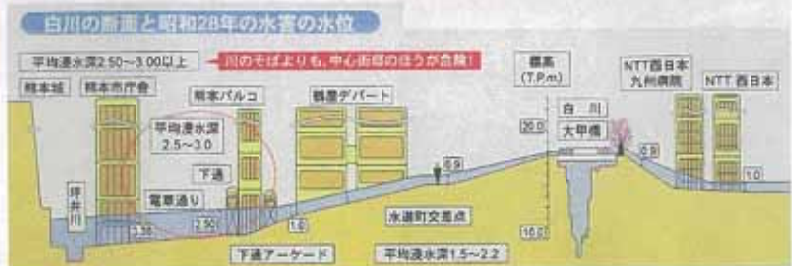 白川の断面と昭和28年の水害の水位
平均浸水深2.50~3.00以上
川のそばよりも、中心街部のほうが危険!
標高
(T.P.m)
NTT西日本
九州病院
NTT 西日本
熊本城
熊本市庁舎
熊本パルコ
鶴屋デパート
平均浸水深
2.5~3.0
白川
大甲橋
20.0
下通
0.9
0.9
1.0
坪井川
電車通り
2.50
1.0
水道町交差点
下通アーケード
平均浸水深1.5~2.2